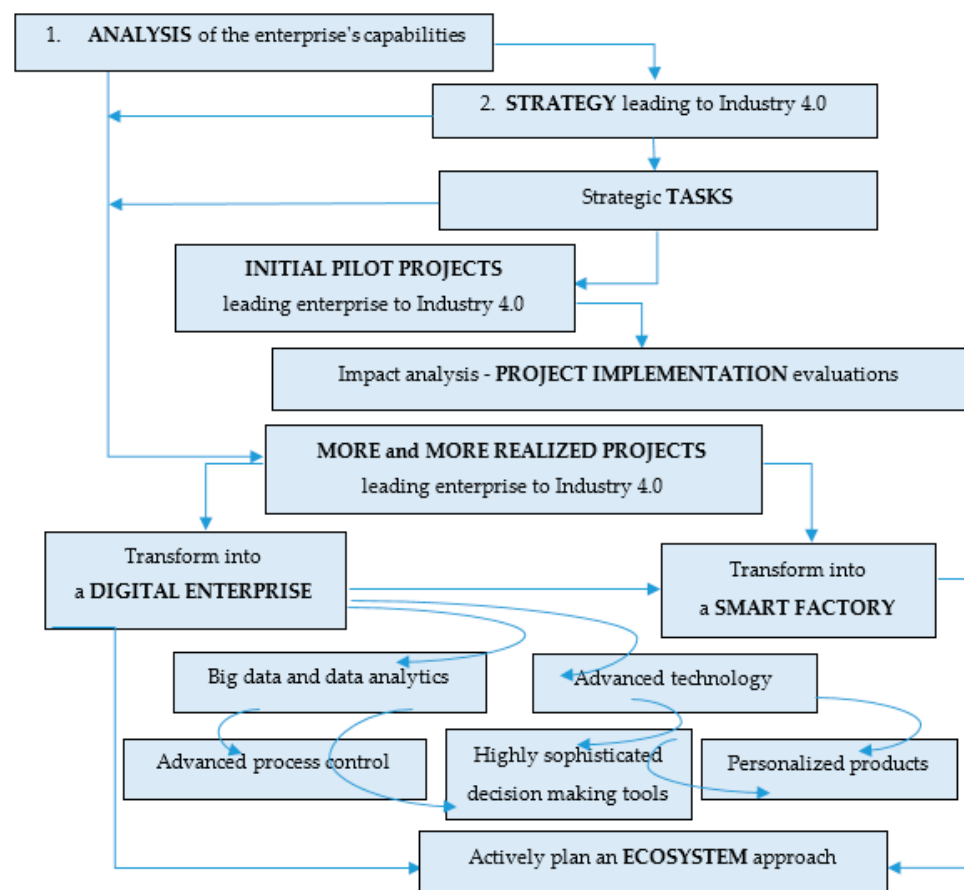 1. ANALYSIS of the enterprise's capabilities
2. STRATEGY leading to Industry 4.0
Strategic TASKS
INITIAL PILOT PROJECTS
leading enterprise to Industry 4.0
Impact analysis - PROJECT IMPLEMENTATION evaluations
MORE and MORE REALIZED PROJECTS
leading enterprise to Industry 4.0
Transform into
a DIGITAL ENTERPRISE
Transform into
a SMART FACTORY
Big data and data analytics
Advanced technology
Advanced process control
Highly sophisticated
decision making tools
Personalized products
Actively plan an ECOSYSTEM approach